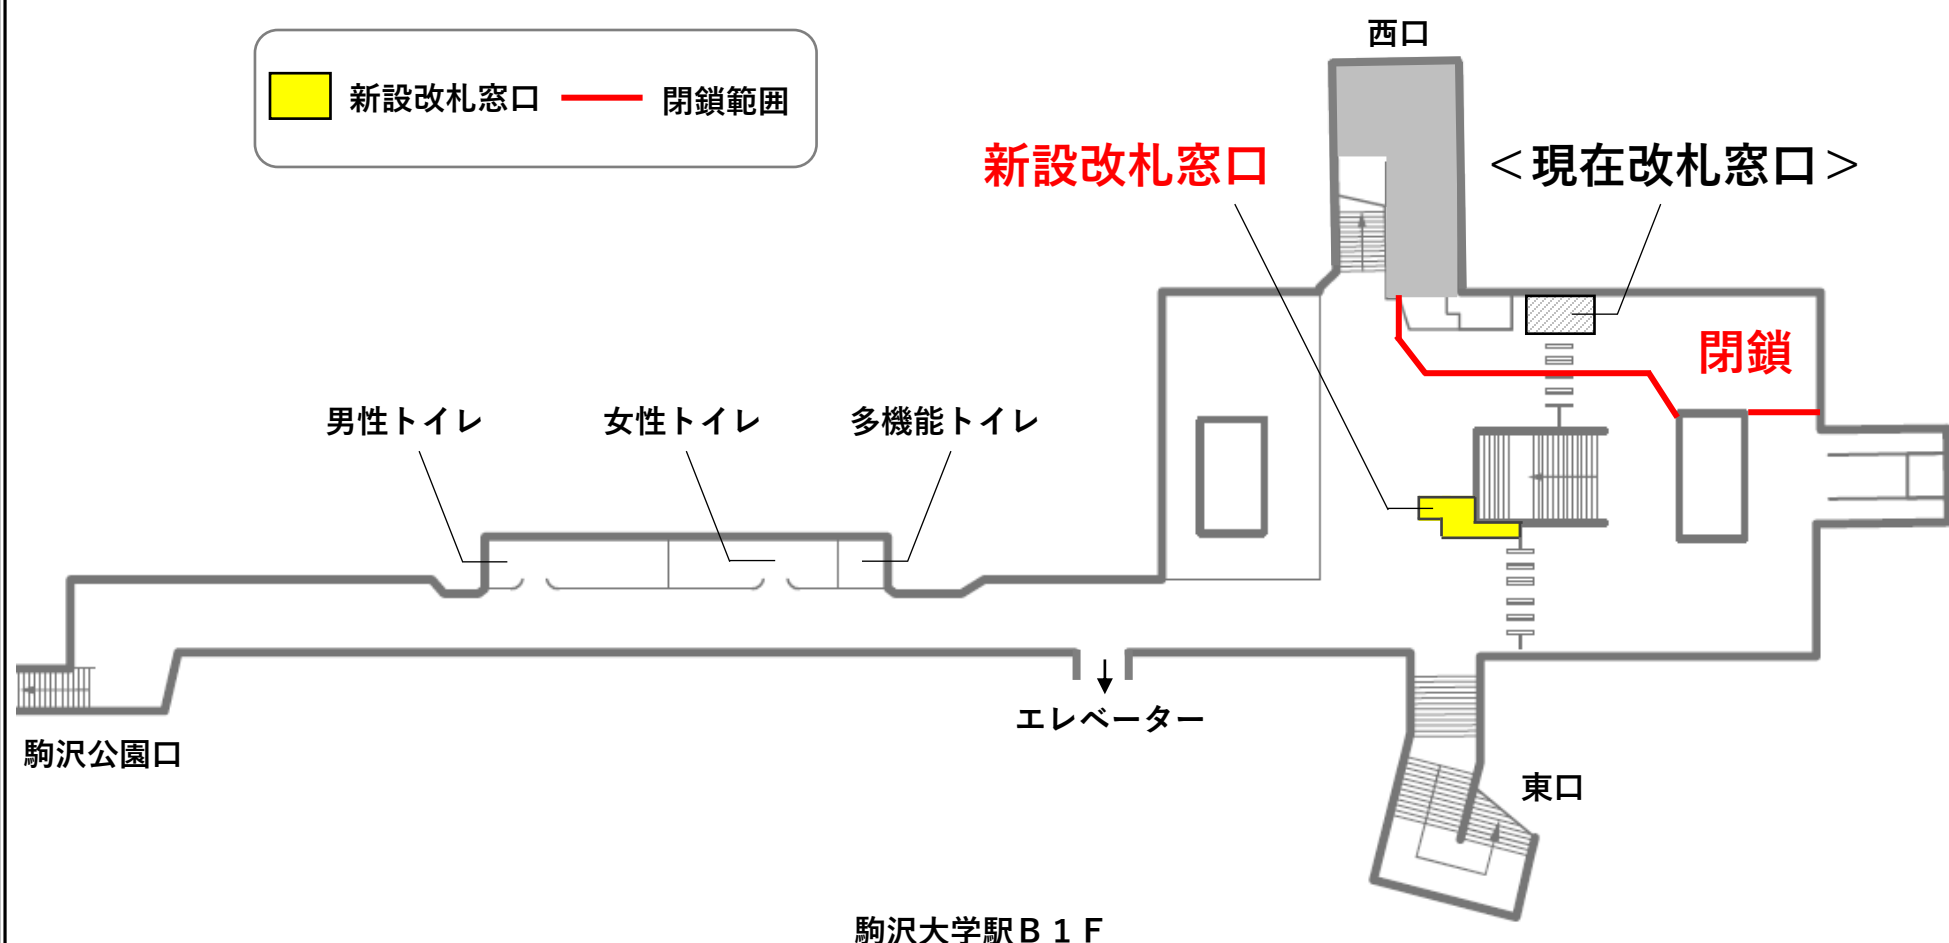 西口
新設改札窓口
閉鎖範囲
新設改札窓口
＜現在改札窓口＞
閉鎖
男性トイレ
女性トイレ
多機能トイレ
エレベーター
駒沢公園口
東口
駒沢大学駅Ｂ１Ｆ